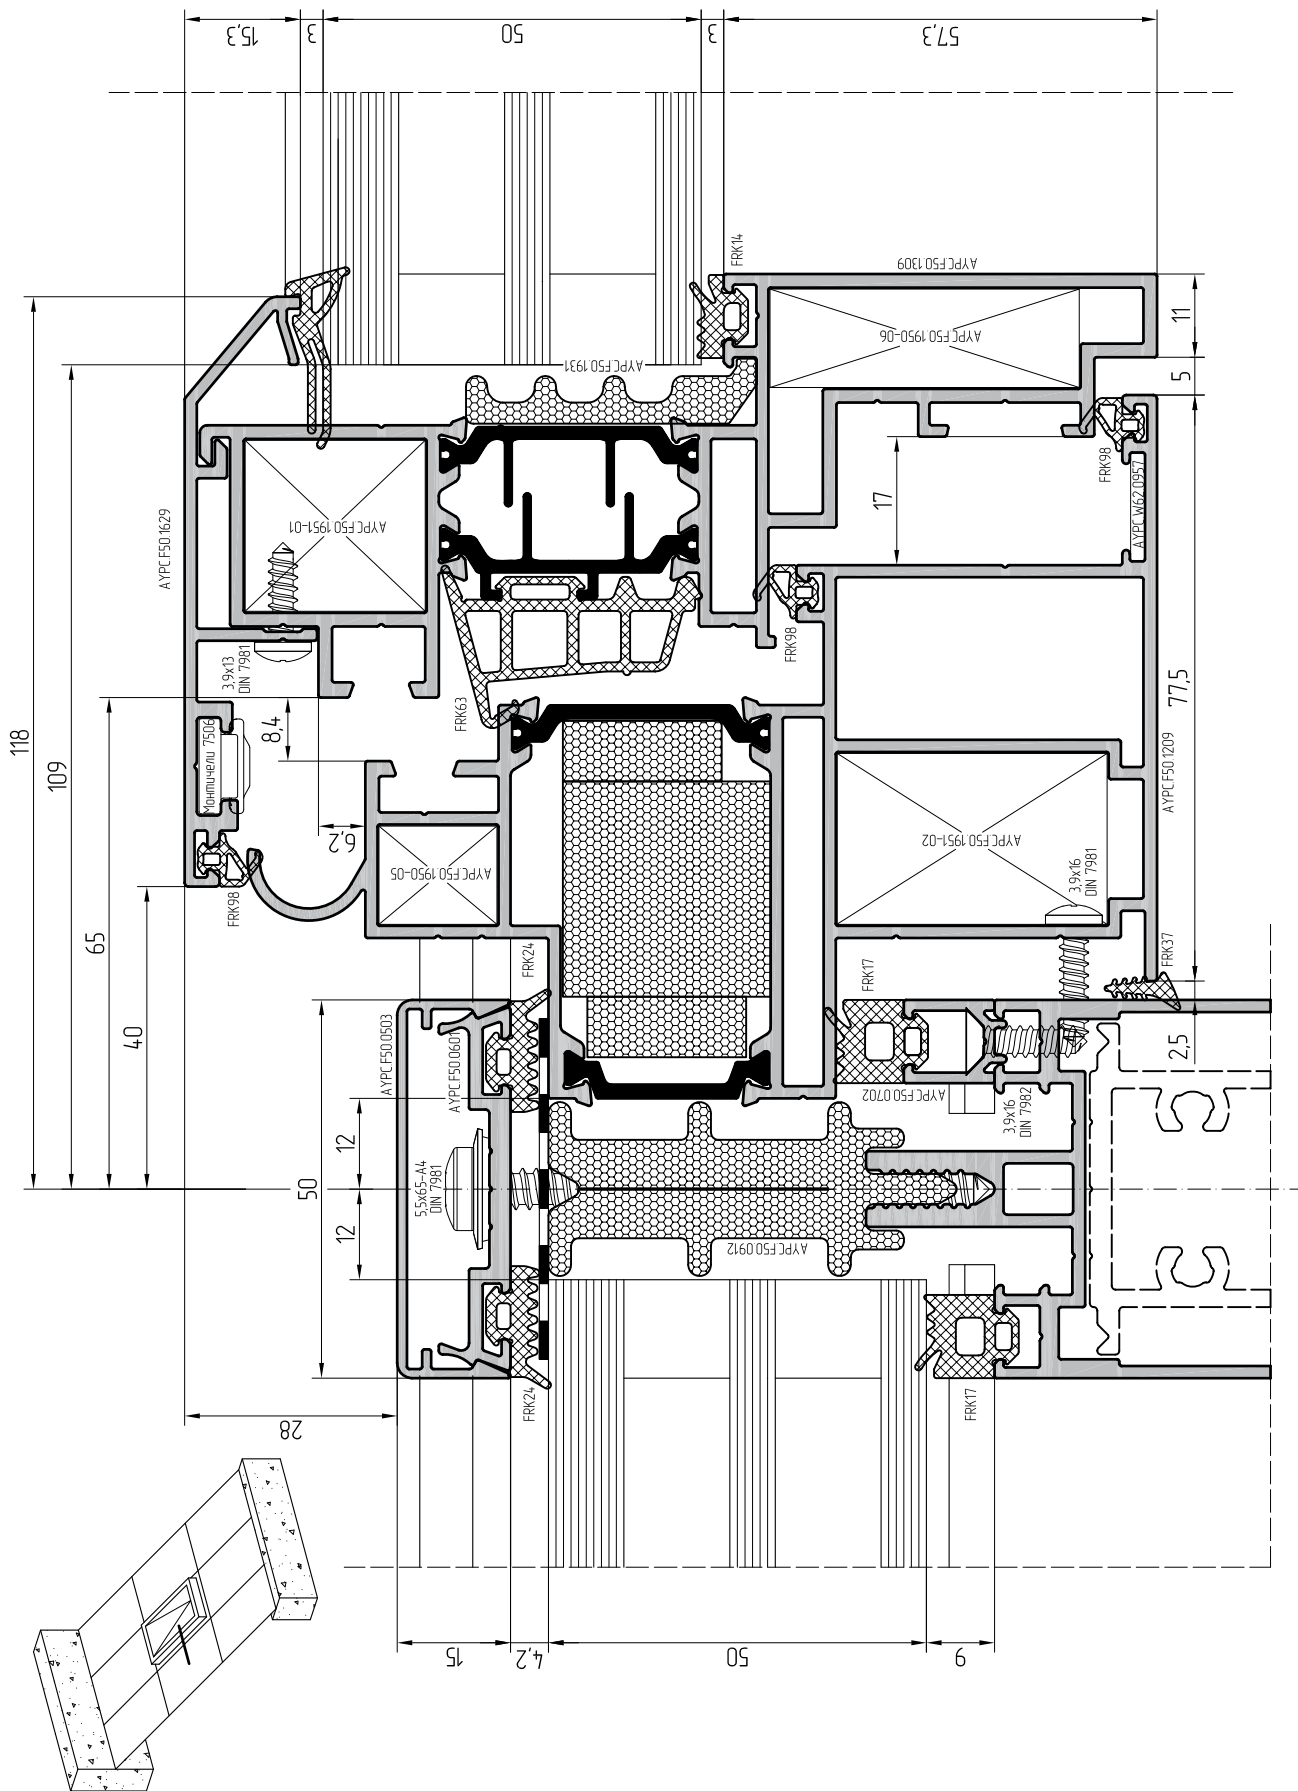 15,3
3
50
3
57,3
118
109
65
40
8,4
6,2
28
50
12
12
15
4,2
50
9
17
11
5
77,5
2,5
AYPC.F50.1629
3,9x13
DIN 7981
Монтичелли 7506
FRK98
AYPC.F50.1951-01
FRK63
AYPC.F50.1931
FRK14
AYPC.F50.1309
AYPC.F50.1950-06
FRK98
AYPC.W62.0957
FRK98
AYPC.F50.1209
AYPC.F50.1950-05
AYPC.F50.1951-02
3,9x16
DIN 7981
FRK37
FRK24
FRK17
AYPC.F50.0503
AYPC.F50.0601
5,5x65-A4
DIN 7981
AYPC.F50.0702
3,9x16
DIN 7982
AYPC.F50.0912
FRK24
FRK17